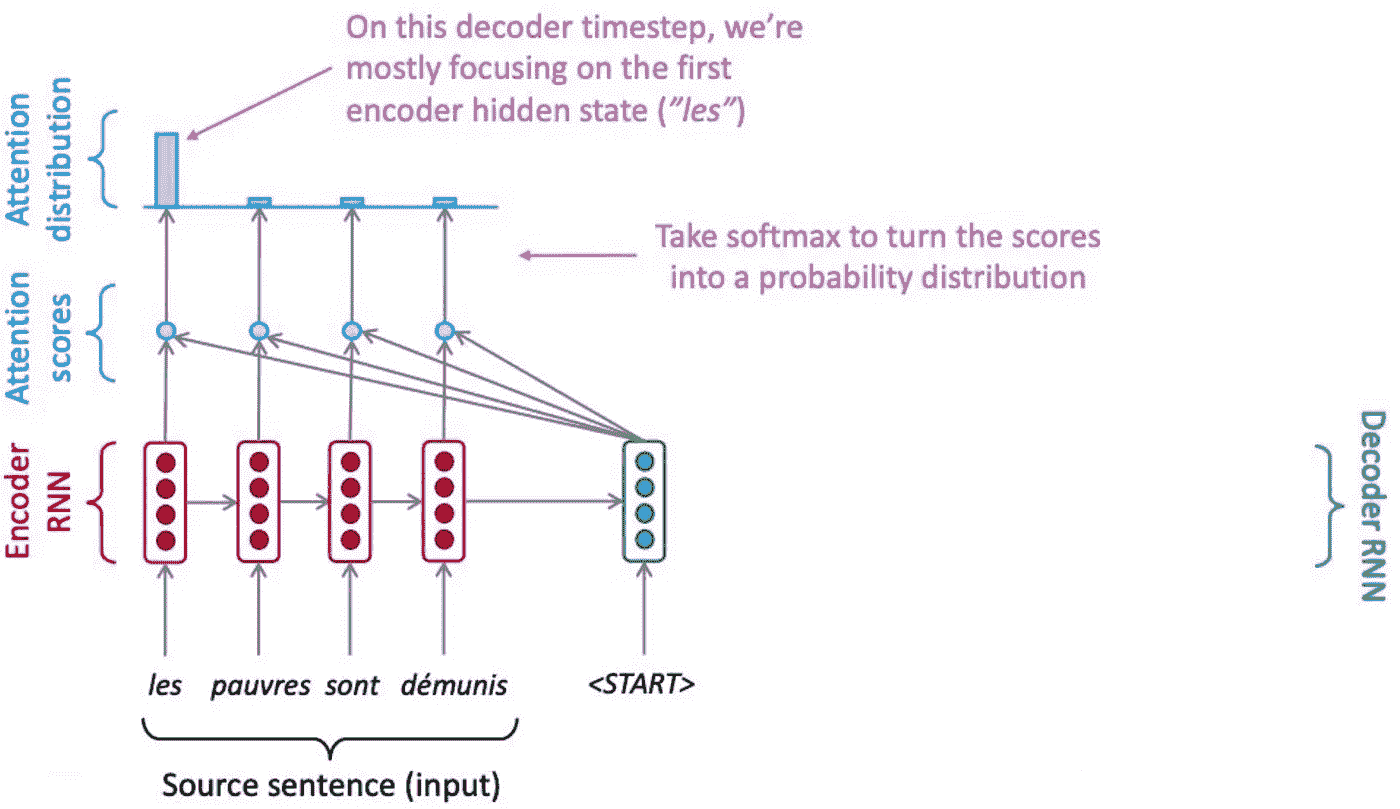 On this decoder timestep, we're
mostly focusing on the first
encoder hidden state ("les")
Attention
distribution
Take softmax to turn the scores
into a probability distribution
Attention
scores
Encoder
RNN
Decoder RNN
les pauvres sont démunis <START>
Source sentence (input)